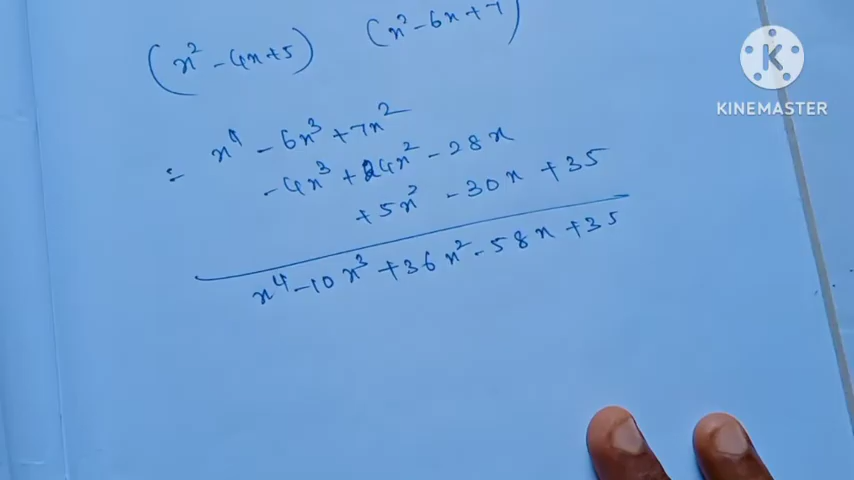 (x² - 4x+5) (x² - 6x + 7)
= x⁴ - 6x³ + 7x²
- 4x³ + 24x² - 28x
+ 5x² - 30x + 35
x⁴ - 10x³ + 36x² - 58x + 35
KINEMASTER